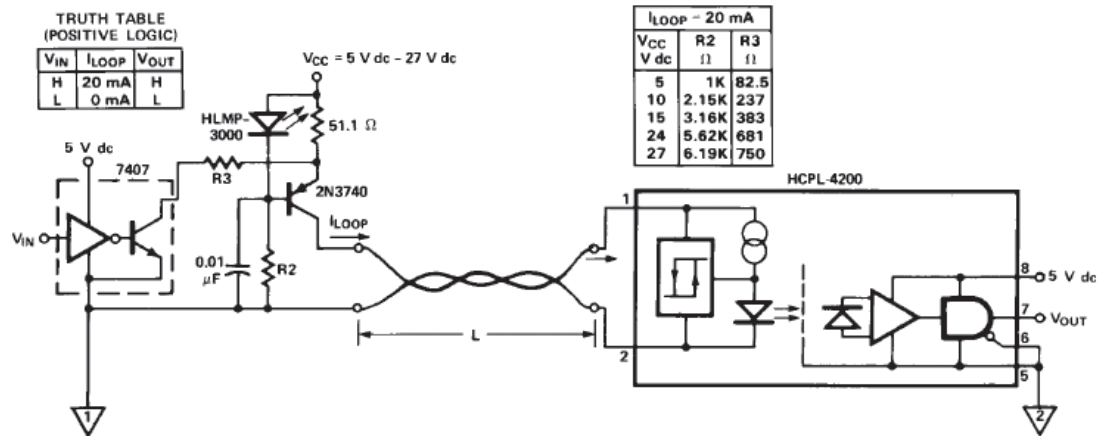 TRUTH TABLE
(POSITIVE LOGIC)
VIN ILOOP VOUT
H 20 mA H
L 0 mA L
ILOOP – 20 mA
VCC R2 R3
V dc Ω Ω
5 1K 82.5
10 2.15K 237
15 3.16K 383
24 5.62K 681
27 6.19K 750
VCC = 5 V dc – 27 V dc
HLMP-
3000
51.1 Ω
5 V dc
7407
R3
2N3740
HCPL-4200
1
ILOOP
VIN
0.01
μF
R2
8
5 V dc
7
VOUT
6
L
2
5
1
2